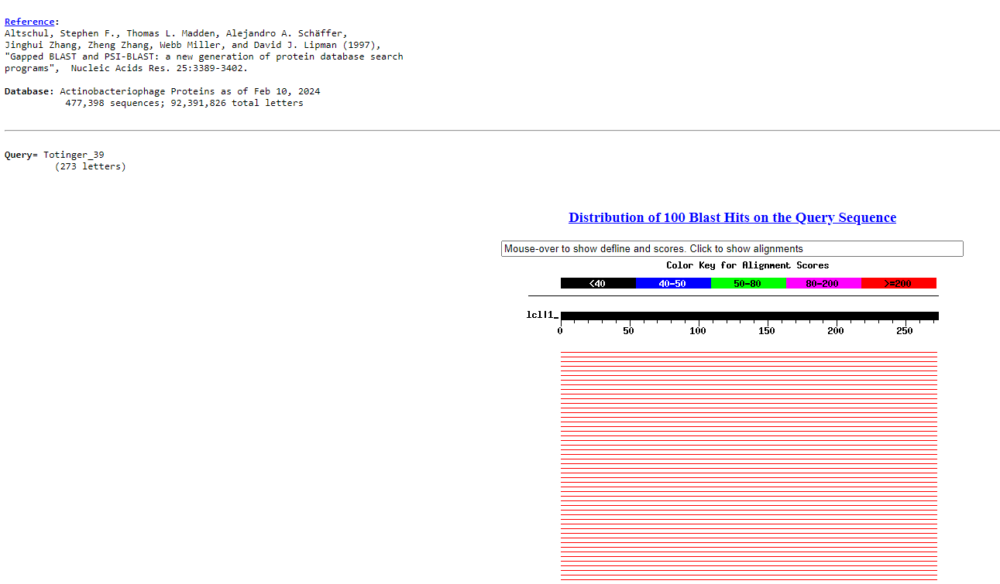 Reference:
Altschul, Stephen F., Thomas L. Madden, Alejandro A. Schäffer,
Jinghui Zhang, Zheng Zhang, Webb Miller, and David J. Lipman (1997),
"Gapped BLAST and PSI-BLAST: a new generation of protein database search
programs",  Nucleic Acids Res. 25:3389-3402.
Database: Actinobacteriophage Proteins as of Feb 10, 2024
477,398 sequences; 92,391,826 total letters
Query= Totinger_39
(273 letters)
Distribution of 100 Blast Hits on the Query Sequence
Mouse-over to show defline and scores. Click to show alignments
Color Key for Alignment Scores
<40 40-50 50-80 80-200 >=200
lcl|1_
0 50 100 150 200 250